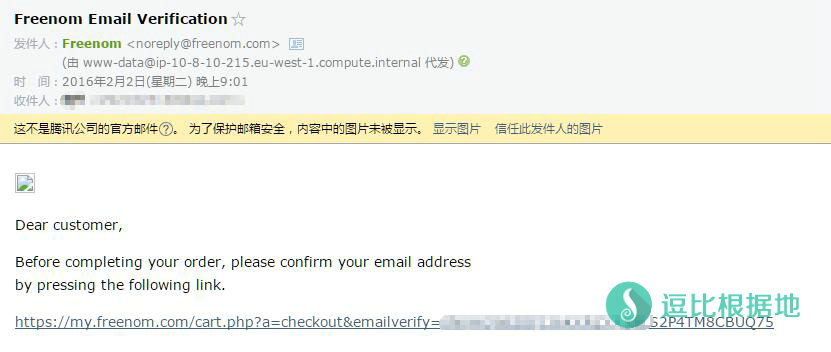 Freenom Email Verification
发件人：Freenom <noreply@freenom.com>
(由 www-data@ip-10-8-10-215.eu-west-1.compute.internal 代发)
时 间：2016年2月2日(星期二) 晚上9:01
收件人：
这不是腾讯公司的官方邮件?。 为了保护邮箱安全，内容中的图片未被显示。 显示图片 信任此发件人的图片
Dear customer,
Before completing your order, please confirm your email address
by pressing the following link.
https://my.freenom.com/cart.php?a=checkout&emailverify= S2P4TM8CBUQ75
逗比根据地